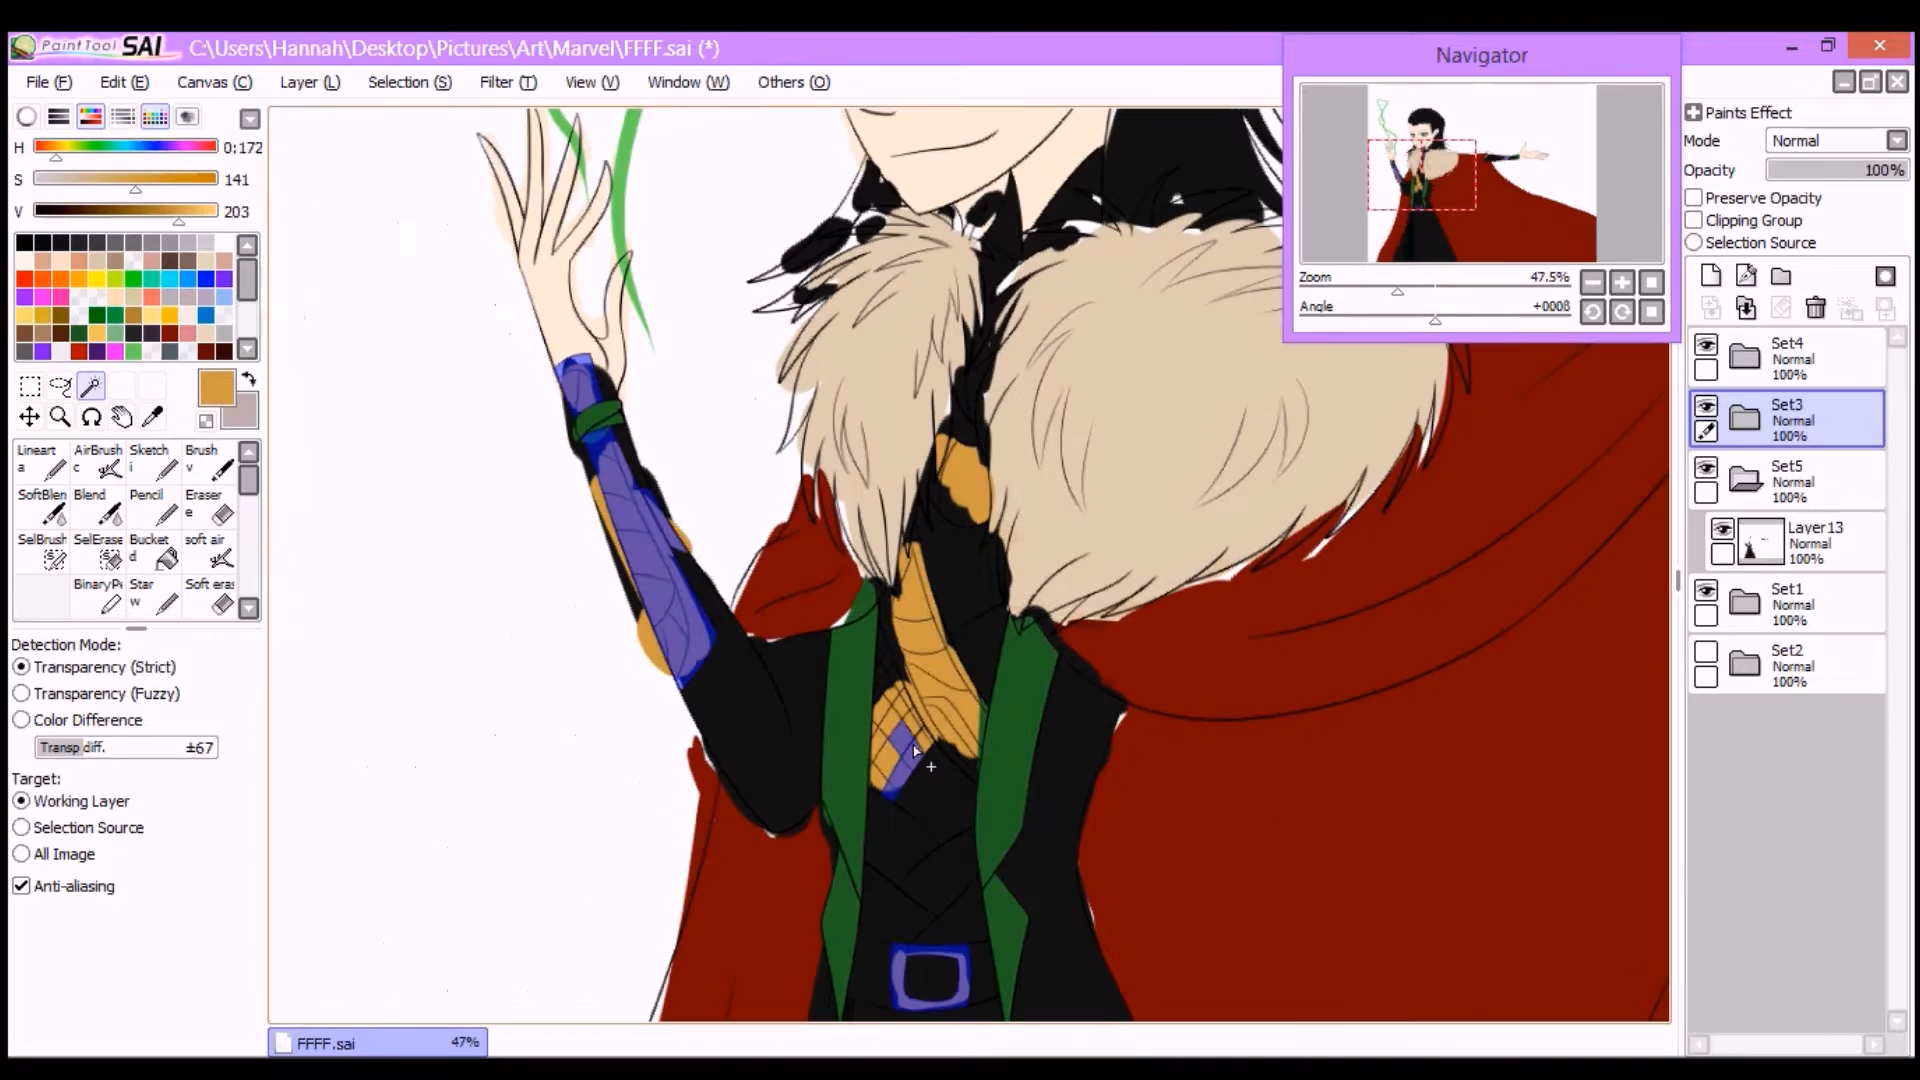 PaintTool SAI C:\Users\Hannah\Desktop\Pictures\Art\Marvel\FFFF.sai (*)
File (F) Edit (E) Canvas (C) Layer (L) Selection (S) Filter (T) View (V) Window (W) Others (O)
Navigator
Zoom 47.5%
Angle +000ß
H 0:172
S 141
V 203
Lineart AirBrush Sketch Brush
a c i v
SoftBlen Blend Pencil Eraser
e
SelBrush SelErase Bucket soft air
d
BinaryPe Star Soft eras
w
Detection Mode:
Transparency (Strict)
Transparency (Fuzzy)
Color Difference
Transp diff. ±67
Target:
Working Layer
Selection Source
All Image
Anti-aliasing
FFFF.sai 47%
Paints Effect
Mode Normal
Opacity 100%
Preserve Opacity
Clipping Group
Selection Source
Set4
Normal
100%
Set3
Normal
100%
Set5
Normal
100%
Layer13
Normal
100%
Set1
Normal
100%
Set2
Normal
100%